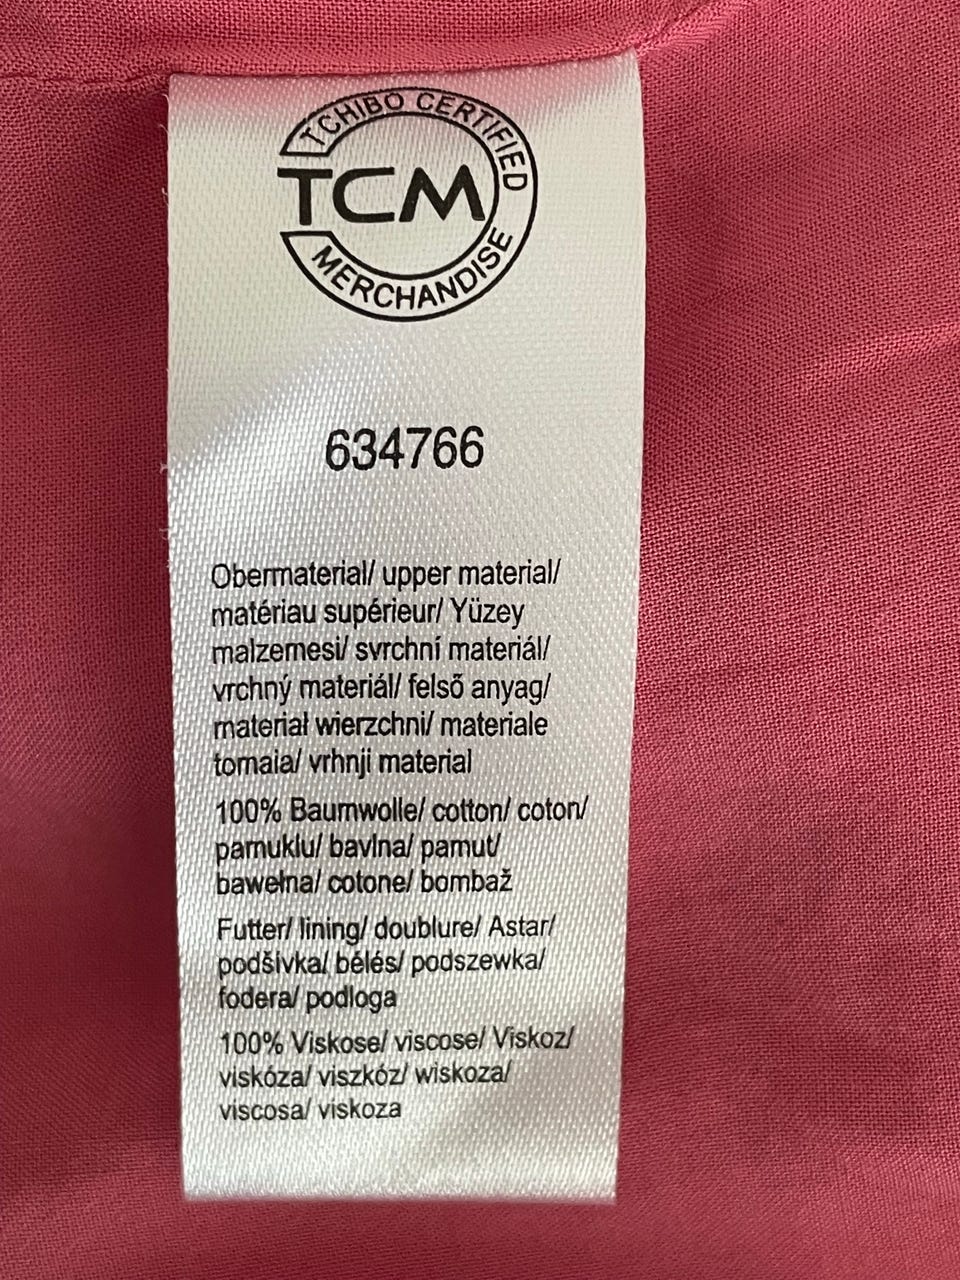 TCHIBO CERTIFIED
TCM
MERCHANDISE
634766
Obermaterial/ upper material/
matériau supérieur/ Yüzey
malzemesi/ svrchní materiál/
vrchný materiál/ felső anyag/
materiał wierzchni/ materiale
tomaia/ vrhnji material
100% Baumwolle/ cotton/ coton/
pamuklu/ bavlna/ pamut/
bawełna/ cotone/ bombaž
Futter/ lining/ doublure/ Astar/
podšívka/ bélés/ podszewka/
fodera/ podloga
100% Viskose/ viscose/ Viskoz/
viskóza/ viszkóz/ wiskoza/
viscosa/ viskoza